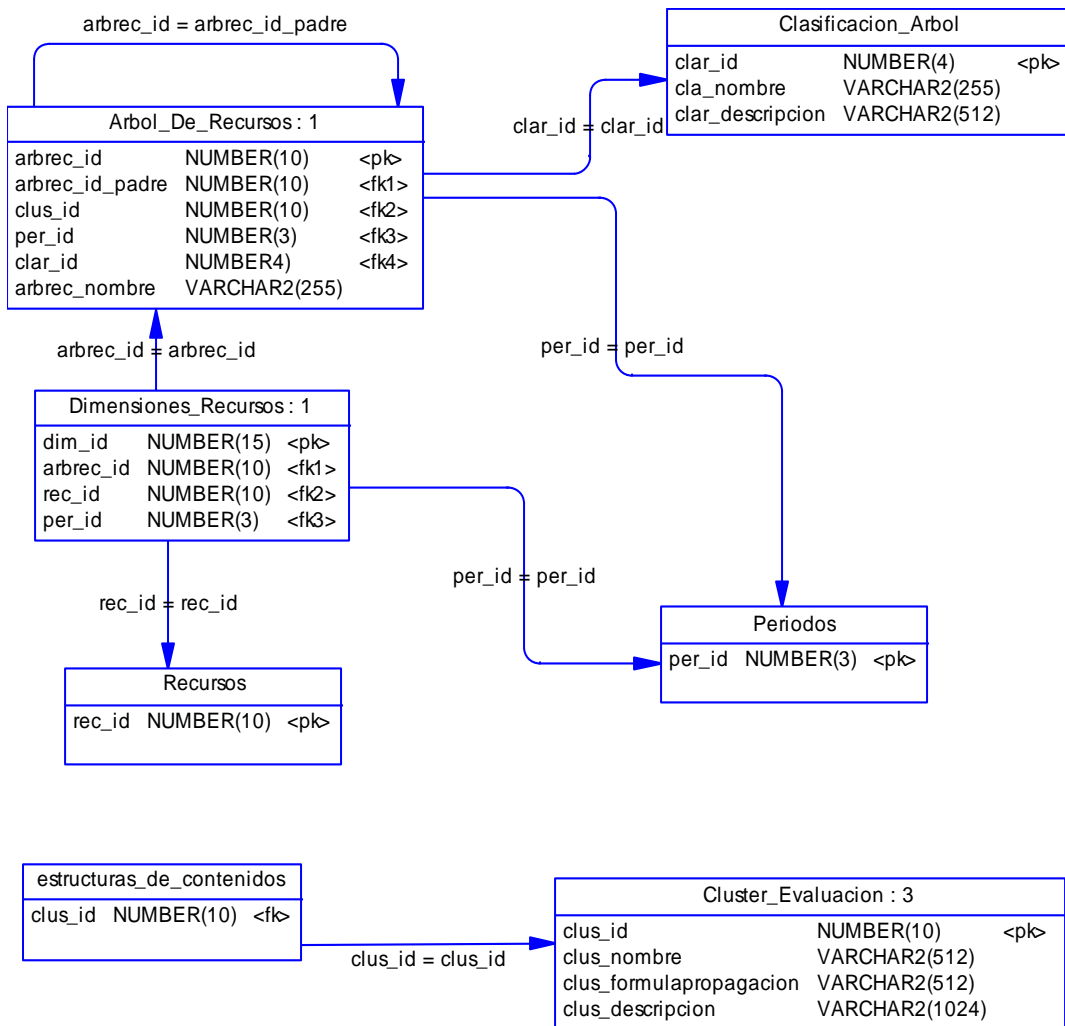 arbrec_id = arbrec_id_padre
Clasificacion_Arbol
clar_id NUMBER(4) <pk>
cla_nombre VARCHAR2(255)
clar_descripcion VARCHAR2(512)
clar_id = clar_id
Arbol_De_Recursos : 1
arbrec_id NUMBER(10) <pk>
arbrec_id_padre NUMBER(10) <fk1>
clus_id NUMBER(10) <fk2>
per_id NUMBER(3) <fk3>
clar_id NUMBER4) <fk4>
arbrec_nombre VARCHAR2(255)
arbrec_id = arbrec_id
per_id = per_id
Dimensiones_Recursos : 1
dim_id NUMBER(15) <pk>
arbrec_id NUMBER(10) <fk1>
rec_id NUMBER(10) <fk2>
per_id NUMBER(3) <fk3>
per_id = per_id
rec_id = rec_id
Periodos
per_id NUMBER(3) <pk>
Recursos
rec_id NUMBER(10) <pk>
estructuras_de_contenidos
clus_id NUMBER(10) <fk>
clus_id = clus_id
Cluster_Evaluacion : 3
clus_id NUMBER(10) <pk>
clus_nombre VARCHAR2(512)
clus_formulapropagacion VARCHAR2(512)
clus_descripcion VARCHAR2(1024)